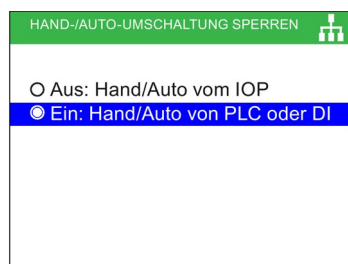 HAND-/AUTO-UMSCHALTUNG SPERREN
Aus: Hand/Auto vom IOP
Ein: Hand/Auto von PLC oder DI